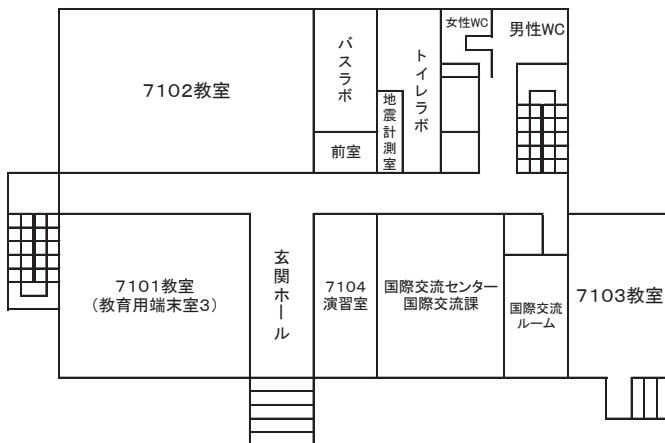 女性WC
男性WC
バスラボ
トイレラボ
7102教室
地震計測室
前室
7101教室
（教育用端末室3）
玄関ホール
7104
演習室
国際交流センター
国際交流課
国際交流
ルーム
7103教室